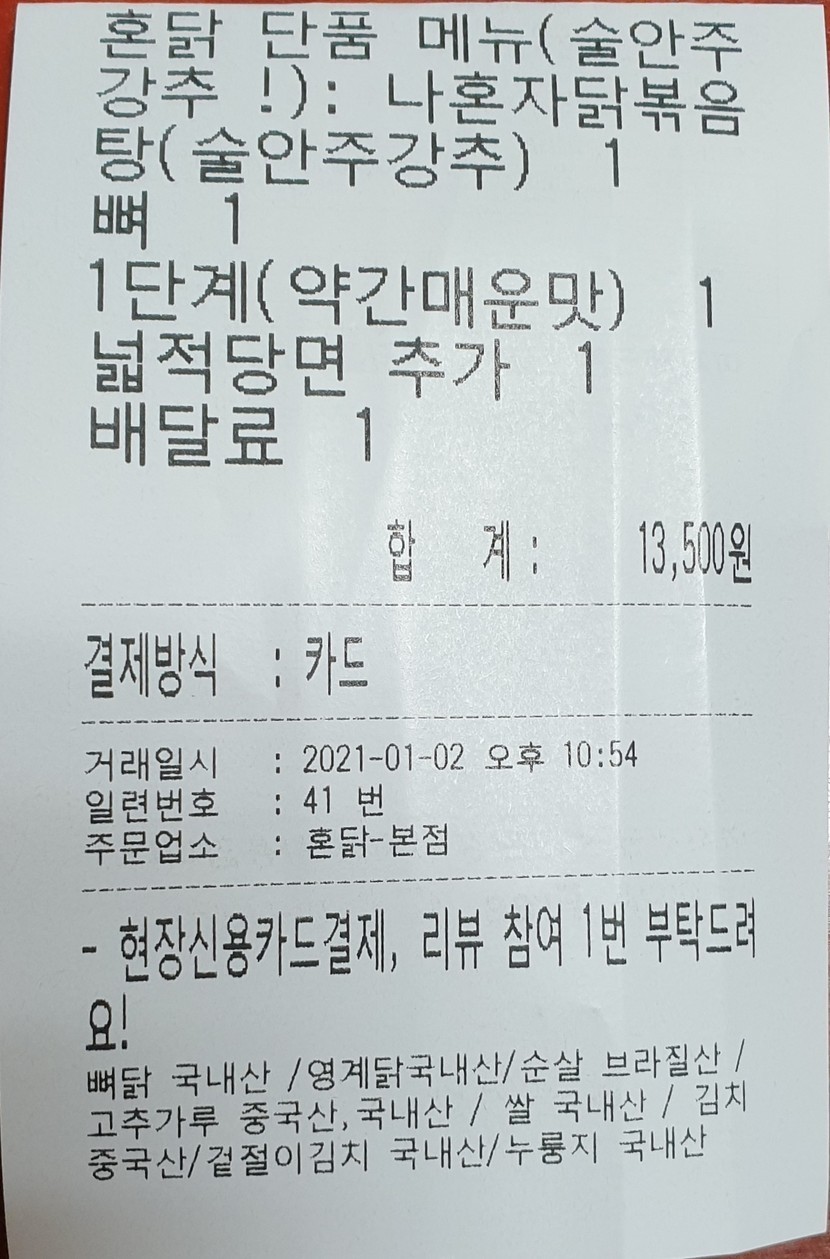 혼닭 단품 메뉴(술안주
강추 !): 나혼자닭볶음
탕(술안주강추) 1
뼈 1
1단계(약간매운맛) 1
넓적당면 추가 1
배달료 1
합 계: 13,500원
결제방식 : 카드
거래일시 : 2021-01-02 오후 10:54
일련번호 : 41 번
주문업소 : 혼닭-본점
- 현장신용카드결제, 리뷰 참여 1번 부탁드려
요!
뼈닭 국내산 /영계닭국내산/순살 브라질산 /
고추가루 중국산,국내산 / 쌀 국내산 / 김치
중국산/겉절이김치 국내산/누룽지 국내산